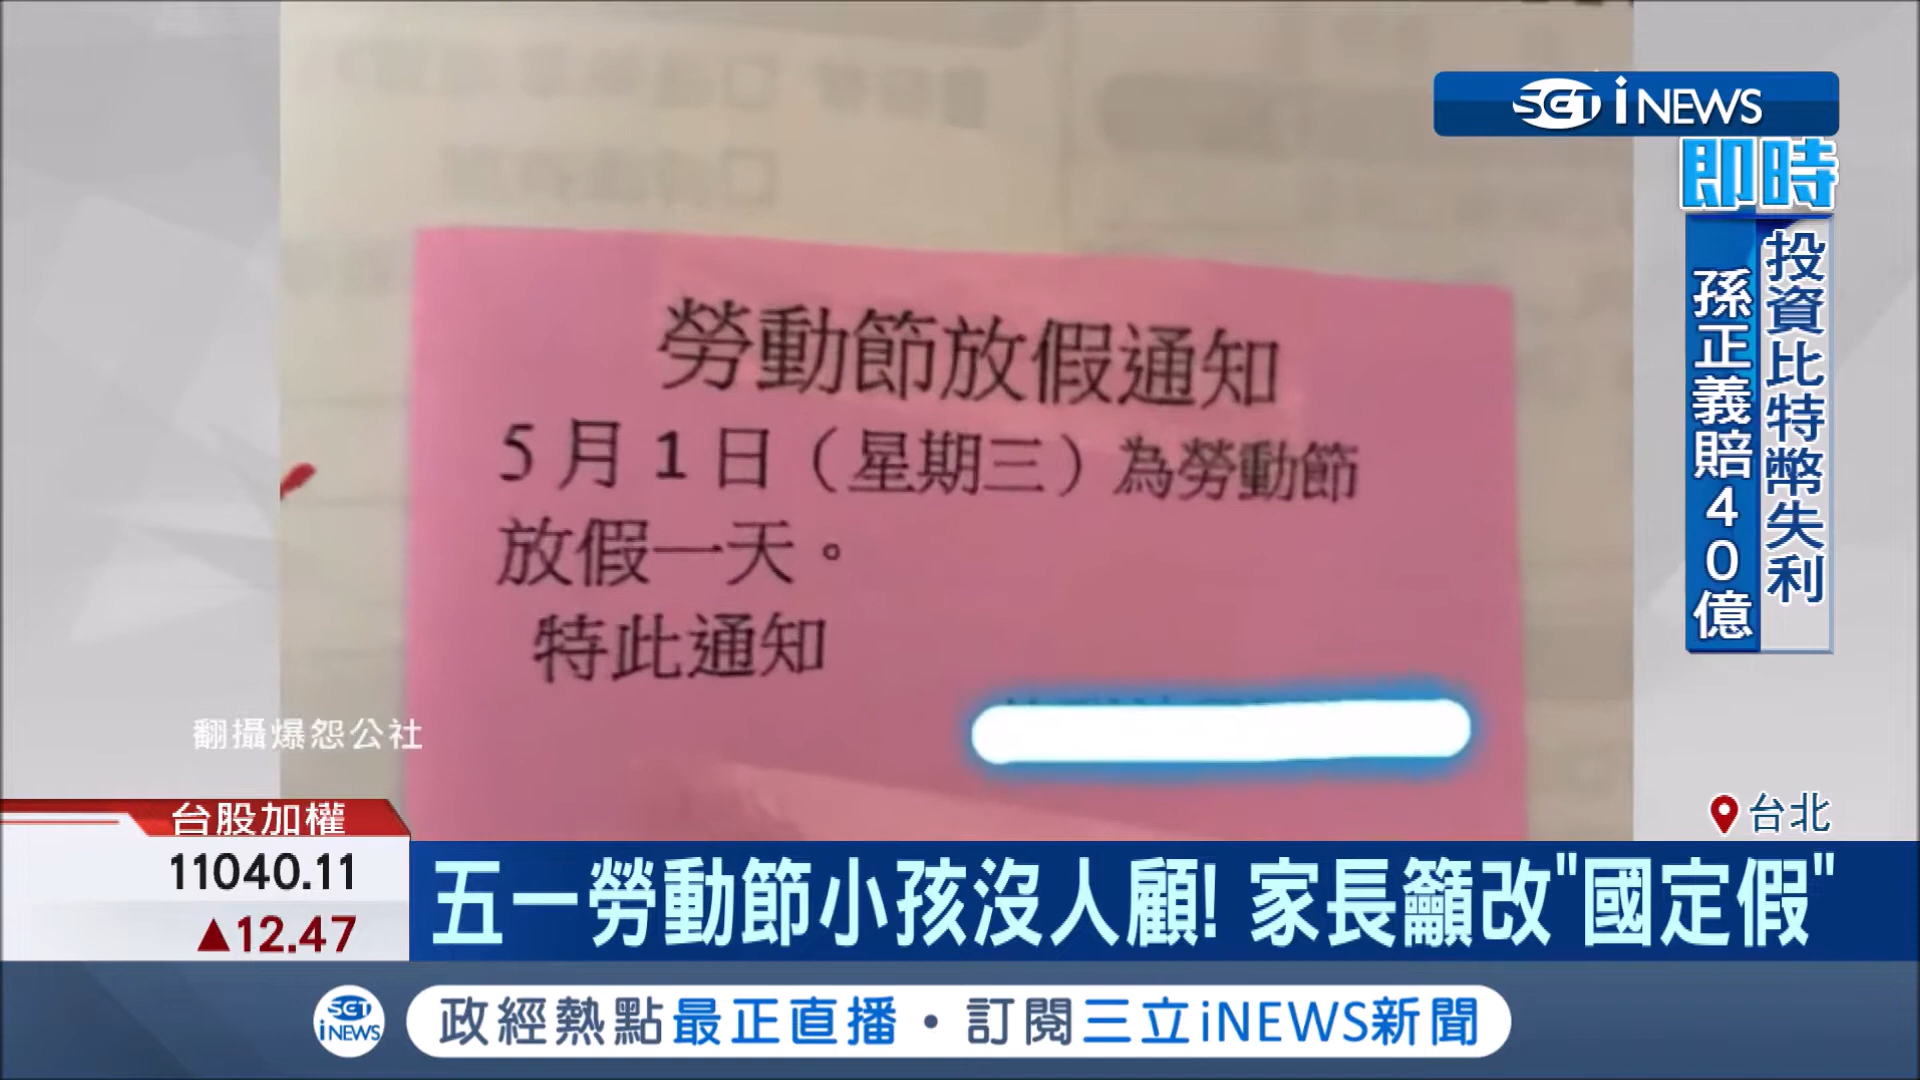 SET iNEWS
即時
投資比特幣失利
孫正義賠40億
勞動節放假通知
5月1日（星期三）為勞動節
放假一天。
特此通知
翻攝爆怨公社
台北
台股加權
11040.11
▲12.47
五一勞動節小孩沒人顧! 家長籲改"國定假"
SET iNEWS
政經熱點最正直播・訂閱三立iNEWS新聞